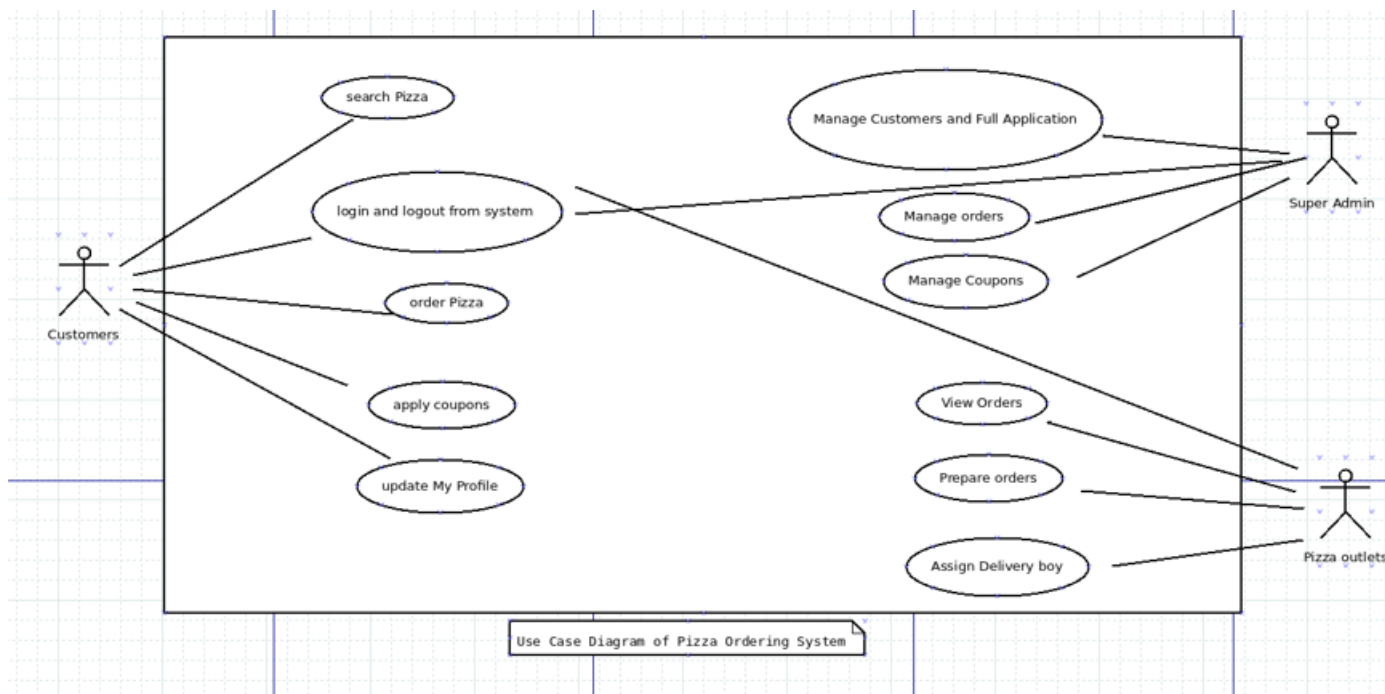 search Pizza
Manage Customers and Full Application
login and logout from system
Manage orders
Super Admin
Manage Coupons
order Pizza
Customers
apply coupons
View Orders
update My Profile
Prepare orders
Pizza outlets
Assign Delivery boy
Use Case Diagram of Pizza Ordering System